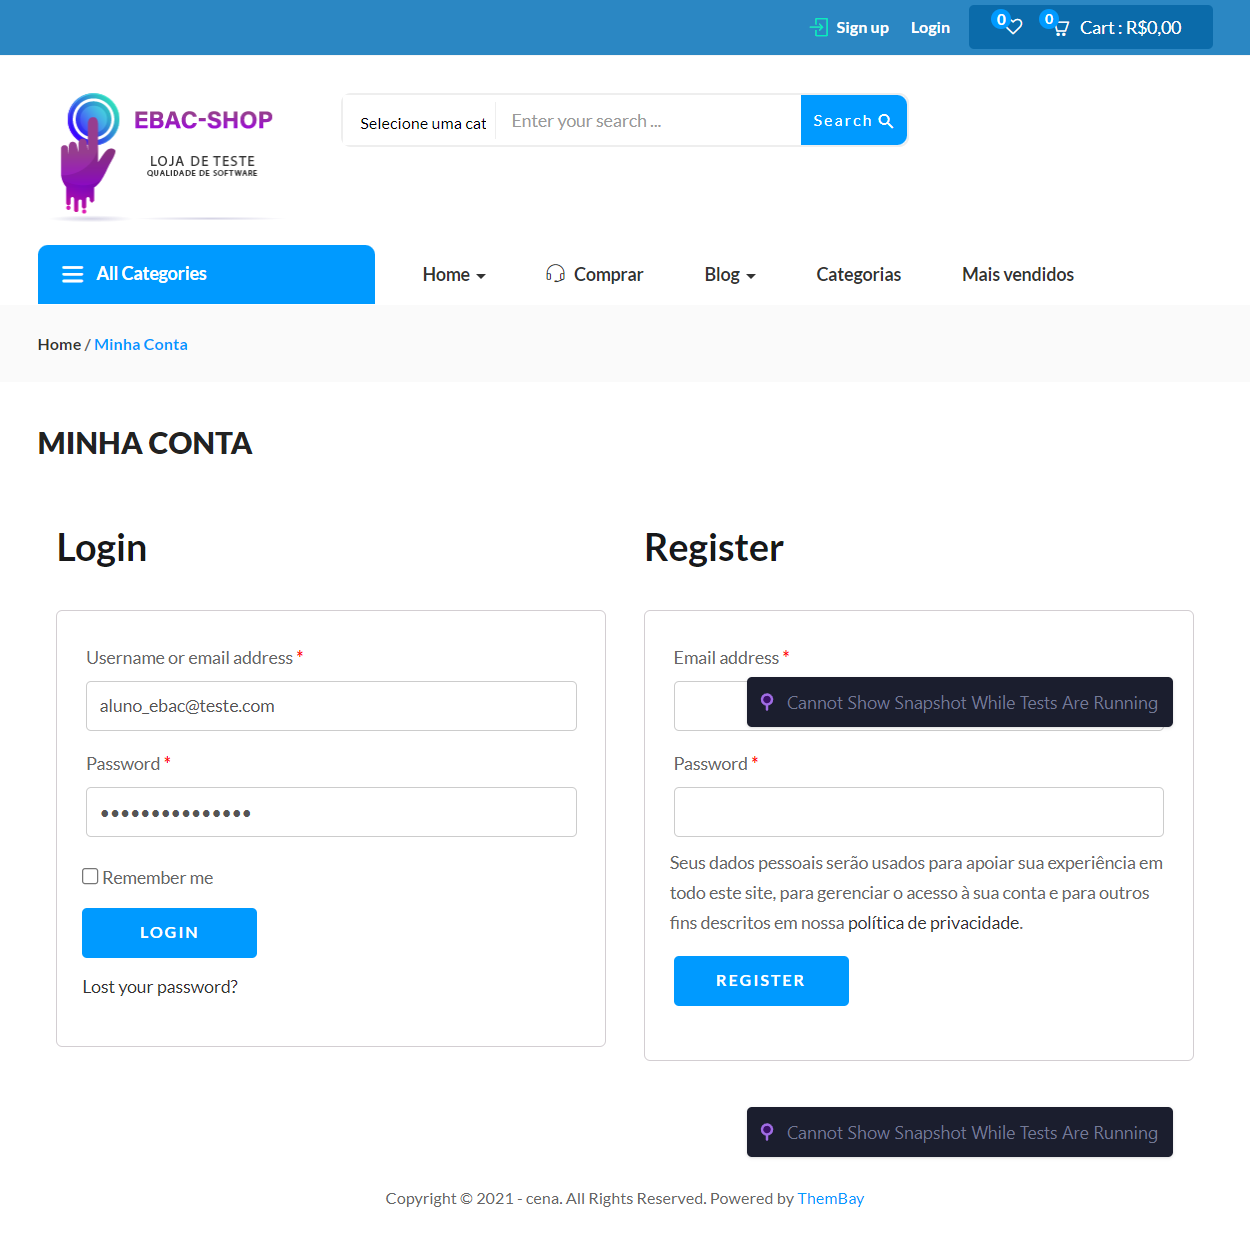 Sign up Login 0 0 Cart : R$0,00
EBAC-SHOP
LOJA DE TESTE
QUALIDADE DE SOFTWARE
Selecione uma cat Enter your search ... Search
All Categories Home Comprar Blog Categorias Mais vendidos
Home / Minha Conta
MINHA CONTA
Login
Username or email address *
aluno_ebac@teste.com
Password *
•••••••••••••••
Remember me
LOGIN
Lost your password?
Register
Email address *
Cannot Show Snapshot While Tests Are Running
Password *
Seus dados pessoais serão usados para apoiar sua experiência em
todo este site, para gerenciar o acesso à sua conta e para outros
fins descritos em nossa política de privacidade.
REGISTER
Cannot Show Snapshot While Tests Are Running
Copyright © 2021 - cena. All Rights Reserved. Powered by ThemBay